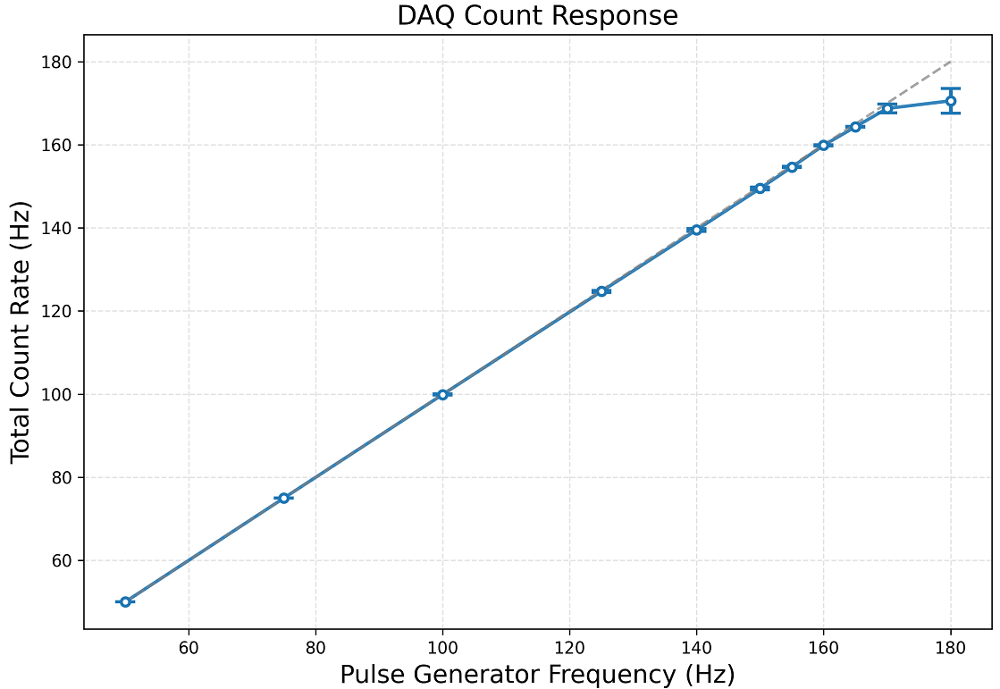 DAQ Count Response
Total Count Rate (Hz)
180
160
140
120
100
80
60
60 80 100 120 140 160 180
Pulse Generator Frequency (Hz)